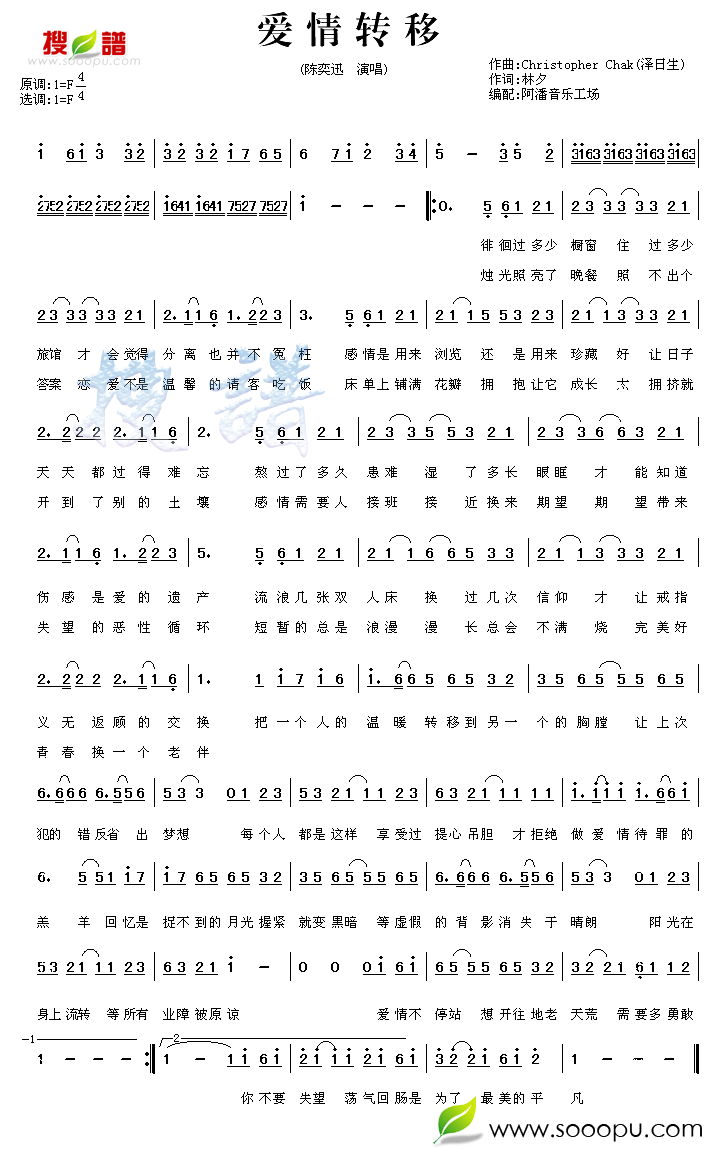 爱情转移
搜 譜
www.sooopu.com
(陈奕迅 演唱)
作曲:Christopher Chak(泽日生)
作词:林夕
编配:阿潘音乐工场
原调:1=F 4/4
选调:1=F 4/4
徘徊过多少 橱窗 住 过多少
烛光照亮了 晚餐 照 不出个
旅馆 才 会觉得 分离 也并不 冤枉 感情是用来 浏览 还 是用来 珍藏 好 让日子
答案 恋 爱不是 温馨 的请客吃 饭 床单上铺满 花瓣 拥 抱让它 成长 太 拥挤就
搜 譜
天天 都过得 难忘 熬过了多久 患难 湿 了多长 眼眶 才 能知道
开到 了别的 土壤 感情需要人 接班 接 近换来 期望 期 望带来
伤感 是爱的 遗产 流浪几张双 人床 换 过几次 信仰 才 让戒指
失望 的恶性 循环 短暂的总是 浪漫 漫 长总会 不满 烧 完美好
义无 返顾的 交换 把一个人的 温暖 转移到另一 个的胸膛 让上次
青春 换一个 老伴
犯的 错反省 出 梦想 每个人 都是这样 享受过 提心吊胆 才拒绝 做爱情待罪的
羔 羊 回忆是 捉不到的月光握紧 就变黑暗 等虚假 的 背影消失于 晴朗 阳光在
身上流转 等所有 业障被原谅 爱情不 停站 想开往地老 天荒 需要多勇敢
1
2
你不要 失望 荡气回肠是 为了 最美的平 凡
www.sooopu.com